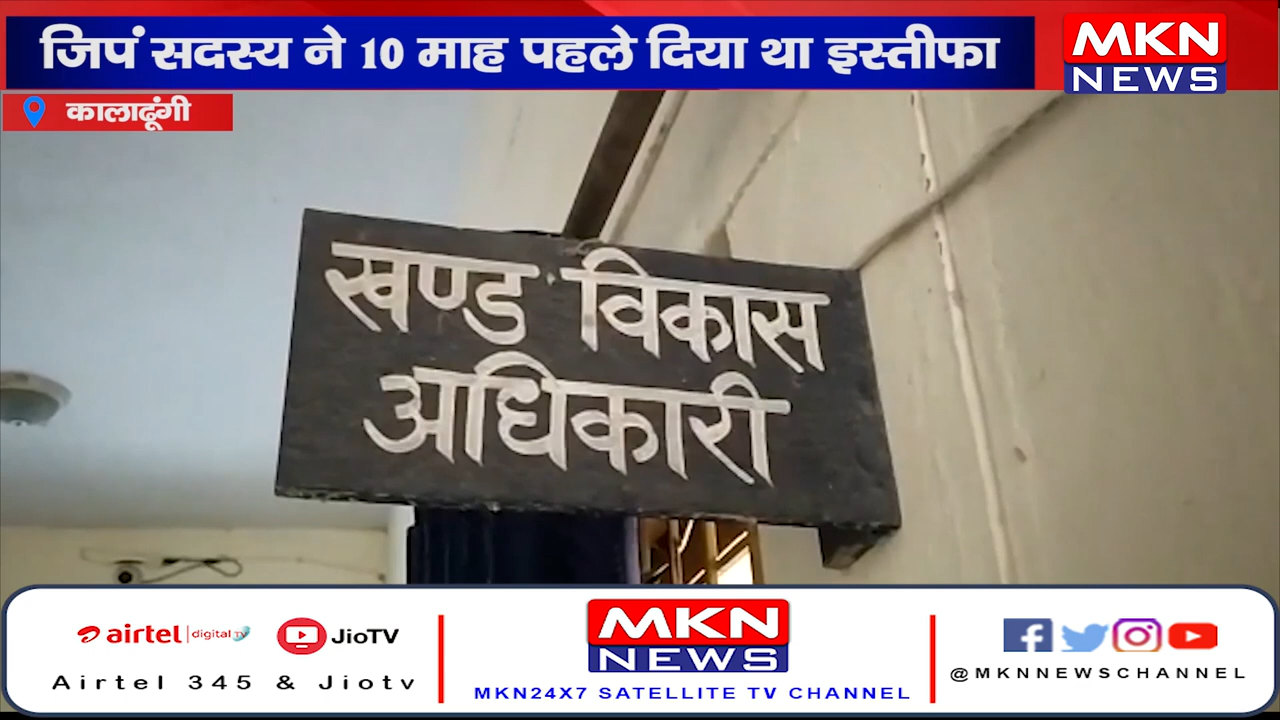 जिपं सदस्य ने 10 माह पहले दिया था इस्तीफा
MKN
NEWS
कालाढूंगी
खण्ड विकास
अधिकारी
airtel digital TV
JioTV
Airtel 345 & Jiotv
MKN
NEWS
MKN24X7 SATELLITE TV CHANNEL
@MKNNEWSCHANNEL